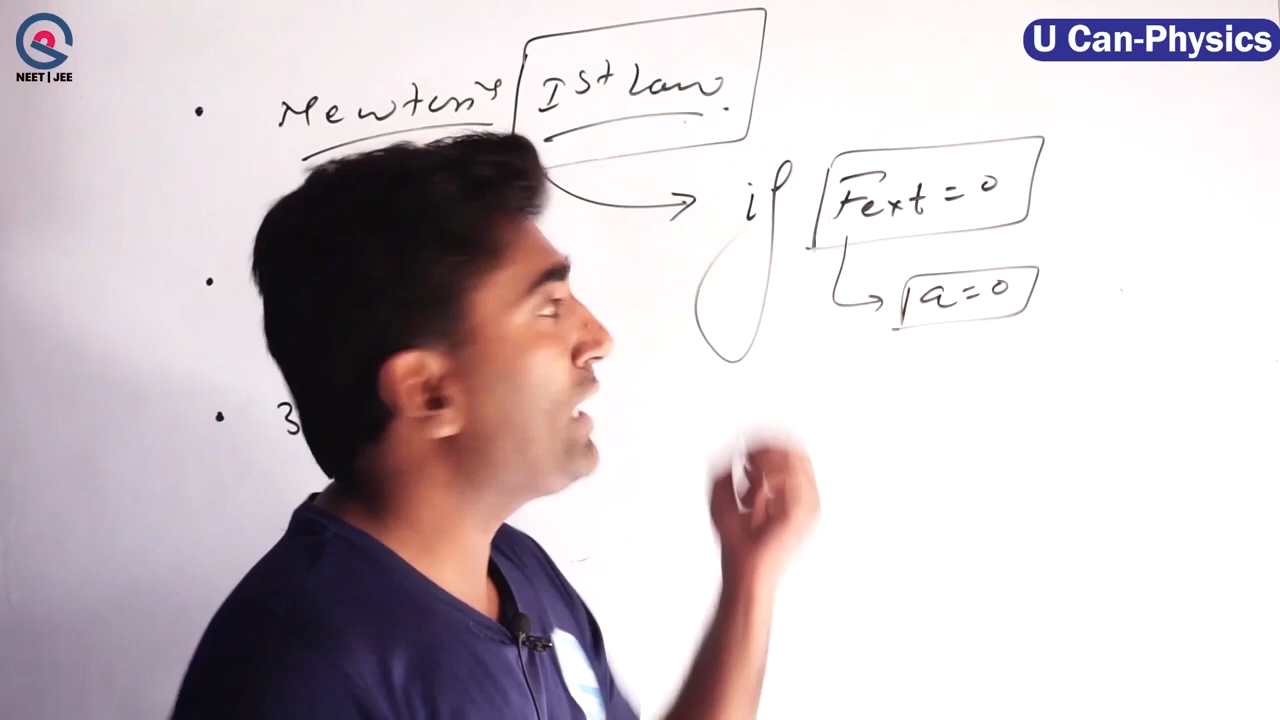 NEET | JEE
U Can-Physics
• Newton's Ist Law.
if Fext = 0
a = 0
•
• 3